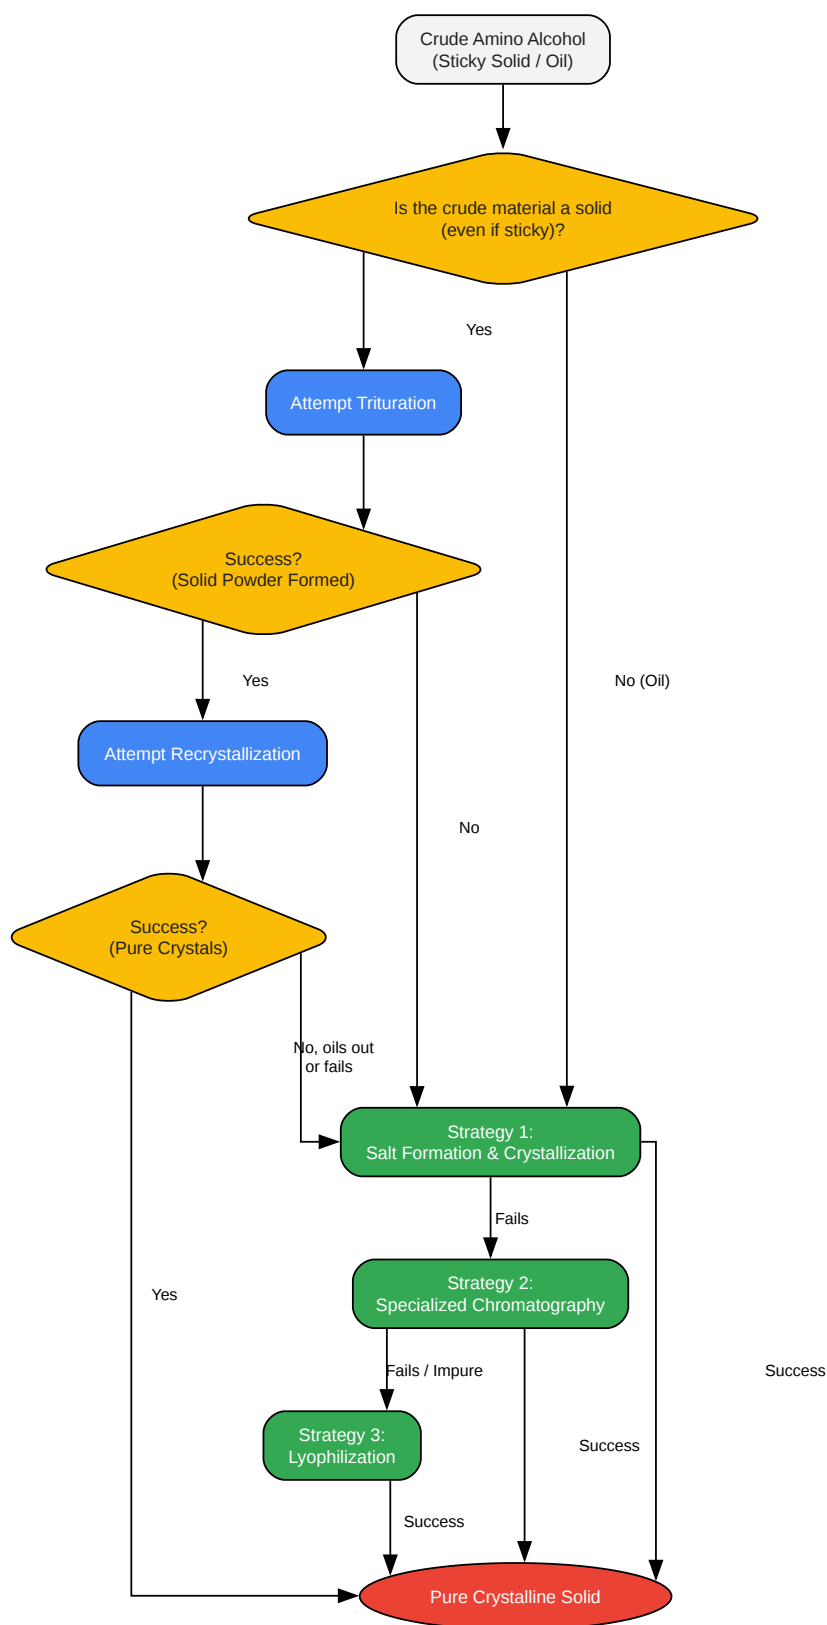 Crude Amino Alcohol
(Sticky Solid / Oil)
Is the crude material a solid
(even if sticky)?
Yes
Attempt Trituration
Success?
(Solid Powder Formed)
Yes
No (Oil)
Attempt Recrystallization
No
Success?
(Pure Crystals)
No, oils out
or fails
Strategy 1:
Salt Formation & Crystallization
Fails
Strategy 2:
Specialized Chromatography
Yes
Fails / Impure
Success
Strategy 3:
Lyophilization
Success
Success
Pure Crystalline Solid